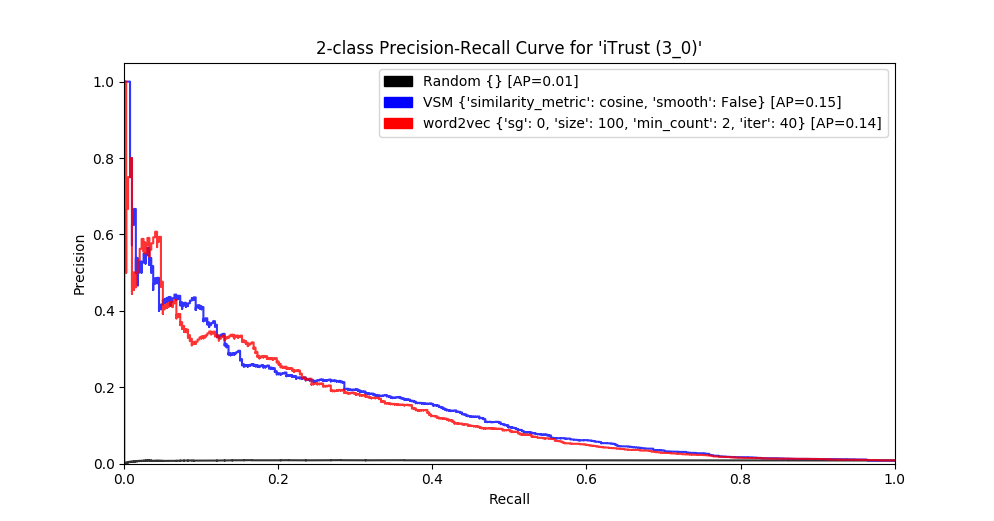 2-class Precision-Recall Curve for 'iTrust (3_0)'
Random {} [AP=0.01]
VSM {'similarity_metric': cosine, 'smooth': False} [AP=0.15]
word2vec {'sg': 0, 'size': 100, 'min_count': 2, 'iter': 40} [AP=0.14]
1.0
0.8
0.6
0.4
0.2
0.0
Precision
0.0 0.2 0.4 0.6 0.8 1.0
Recall